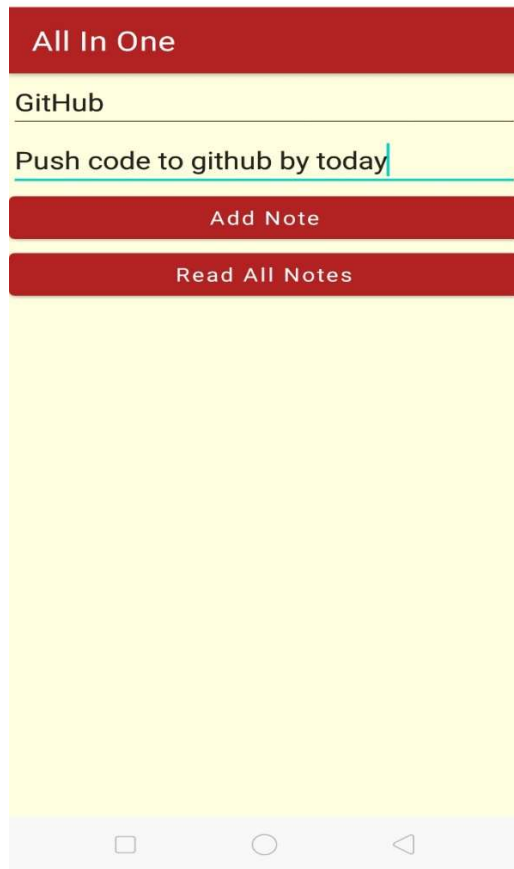 All In One
GitHub
Push code to github by today
Add Note
Read All Notes